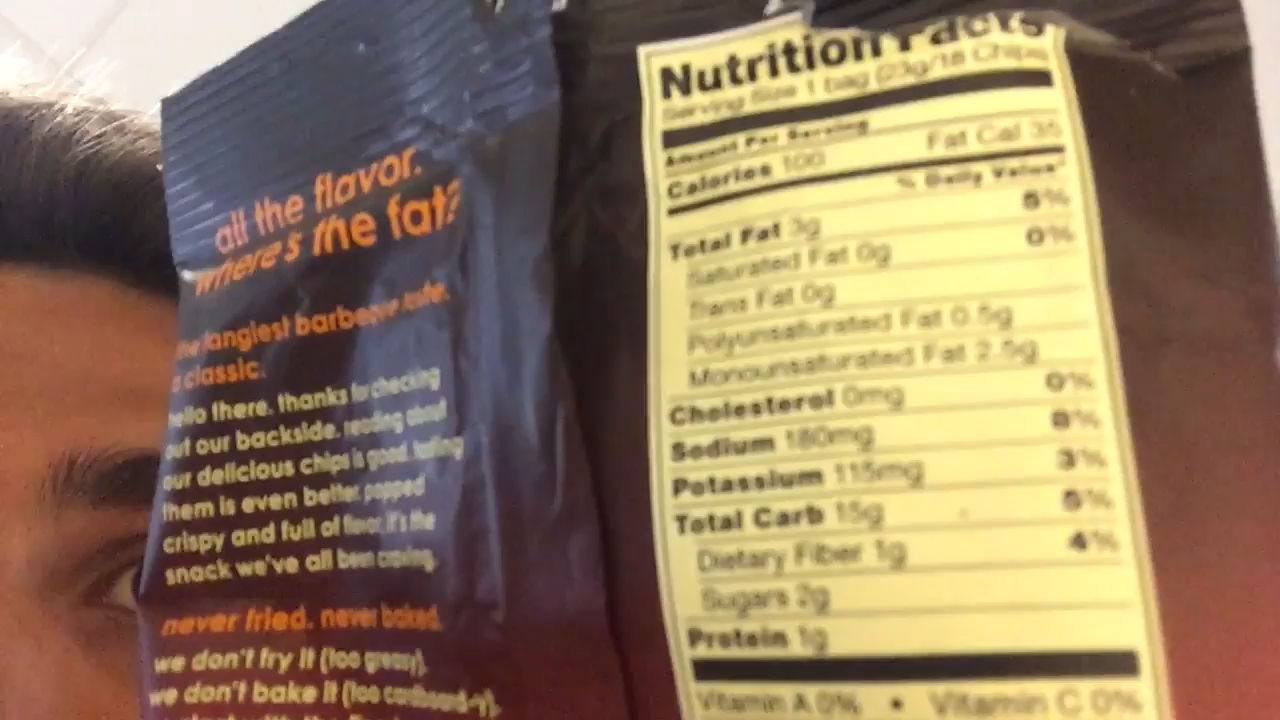 all the flavor.
where's the fat?
the tangiest barbecue
a classic.
hello there. thanks for checking
out our backside. reading about
our delicious chips is good. tasting
them is even better. popped
crispy and full of flavor, it's the
snack we've all been craving.
never fried. never baked.
we don't fry it (too greasy).
we don't bake it (too cardboard-y).
Nutrition Facts
Serving Size 1 bag (23g/18 Chips)
Amount Per Serving
Calories 100 Fat Cal 35
% Daily Value*
Total Fat 3g 5%
Saturated Fat 0g 0%
Trans Fat 0g
Polyunsaturated Fat 0.5g
Monounsaturated Fat 2.5g
Cholesterol 0mg 0%
Sodium 180mg 8%
Potassium 115mg 3%
Total Carb 15g 5%
Dietary Fiber 1g 4%
Sugars 2g
Protein 1g
Vitamin A 0% • Vitamin C 0%